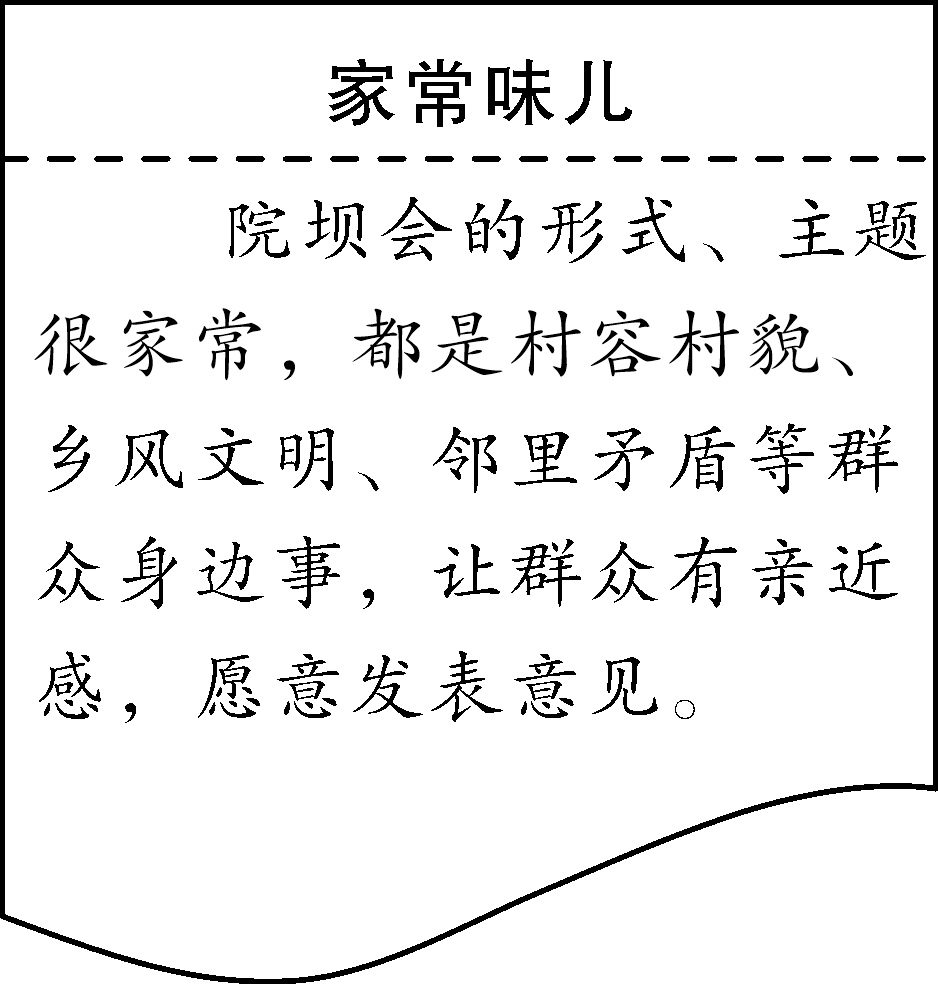 家常味儿
院坝会的形式、主题
很家常，都是村容村貌、
乡风文明、邻里矛盾等群
众身边事，让群众有亲近
感，愿意发表意见。